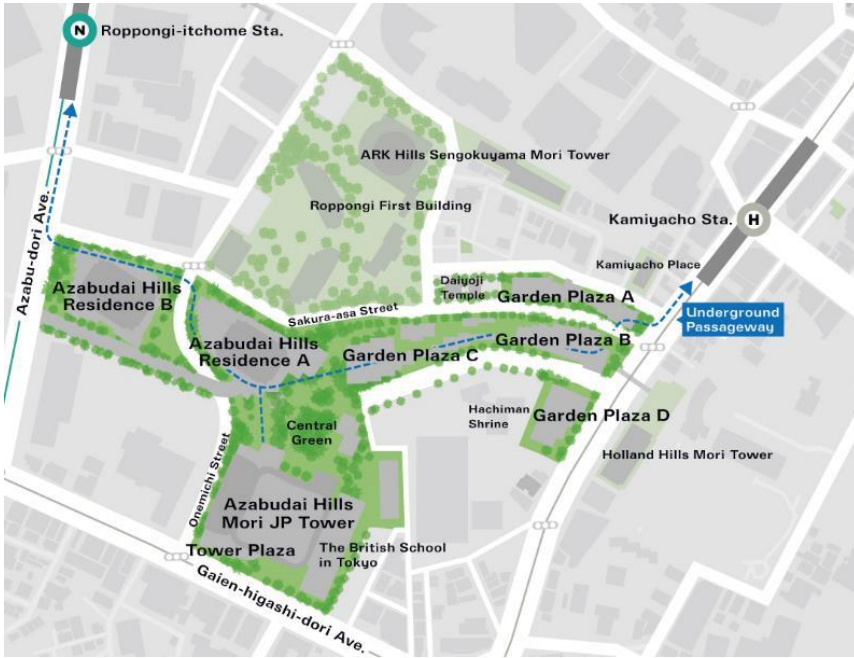 N Roppongi-itchome Sta.
ARK Hills Sengokuyama Mori Tower
Roppongi First Building
Kamiyacho Sta. H
Azabu-dori Ave.
Kamiyacho Place
Daiyoji
Temple
Garden Plaza A
Azabudai Hills
Residence B
Sakura-asa Street
Underground
Passageway
Azabudai Hills
Residence A
Garden Plaza B
Garden Plaza C
Hachiman
Shrine
Garden Plaza D
Central
Green
Holland Hills Mori Tower
Onemichi Street
Azabudai Hills
Mori JP Tower
Tower Plaza
The British School
in Tokyo
Gaien-higashi-dori Ave.